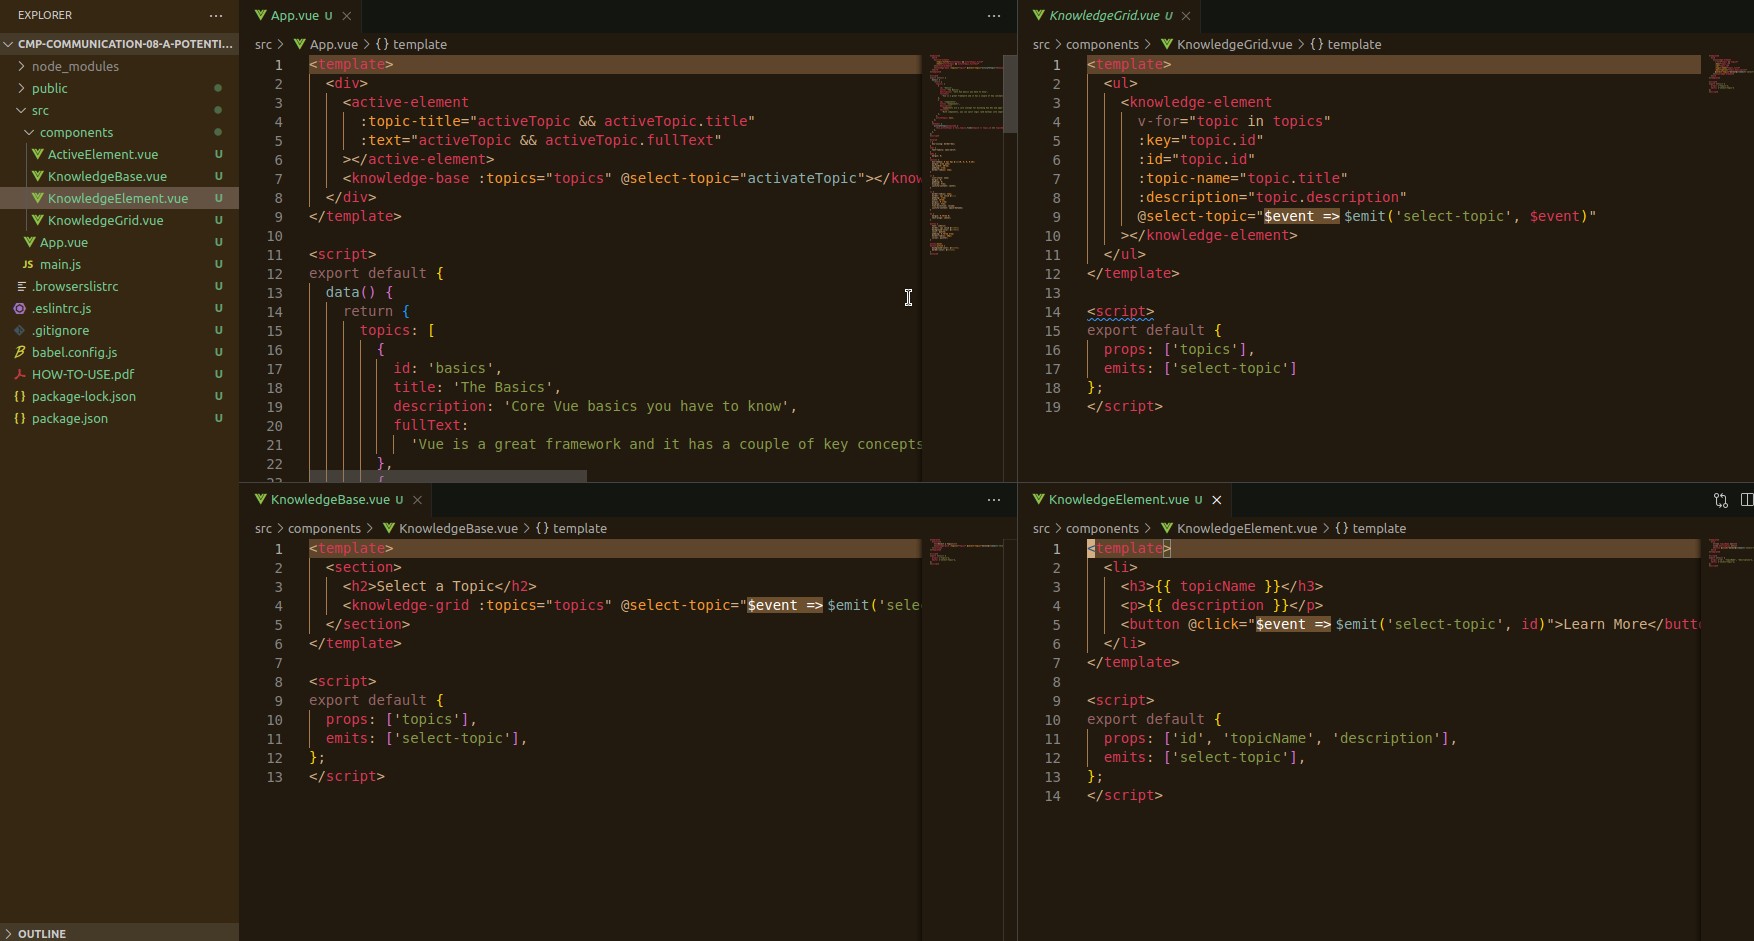 EXPLORER
CMP-COMMUNICATION-08-A-POTENTI...
node_modules
public
src
components
ActiveElement.vue U
KnowledgeBase.vue U
KnowledgeElement.vue U
KnowledgeGrid.vue U
App.vue U
JS main.js U
.browserslistrc U
.eslintrc.js U
.gitignore U
babel.config.js U
HOW-TO-USE.pdf U
{} package-lock.json U
{} package.json U
OUTLINE
App.vue U
src > App.vue > {} template
1 <template>
2 <div>
3 <active-element
4 :topic-title="activeTopic && activeTopic.title"
5 :text="activeTopic && activeTopic.fullText"
6 ></active-element>
7 <knowledge-base :topics="topics" @select-topic="activateTopic"></know
8 </div>
9 </template>
10
11 <script>
12 export default {
13 data() {
14 return {
15 topics: [
16 {
17 id: 'basics',
18 title: 'The Basics',
19 description: 'Core Vue basics you have to know',
20 fullText:
21 'Vue is a great framework and it has a couple of key concepts
22 },
23 {
KnowledgeGrid.vue U
src > components > KnowledgeGrid.vue > {} template
1 <template>
2 <ul>
3 <knowledge-element
4 v-for="topic in topics"
5 :key="topic.id"
6 :id="topic.id"
7 :topic-name="topic.title"
8 :description="topic.description"
9 @select-topic="$event => $emit('select-topic', $event)"
10 ></knowledge-element>
11 </ul>
12 </template>
13
14 <script>
15 export default {
16 props: ['topics'],
17 emits: ['select-topic']
18 };
19 </script>
KnowledgeBase.vue U
src > components > KnowledgeBase.vue > {} template
1 <template>
2 <section>
3 <h2>Select a Topic</h2>
4 <knowledge-grid :topics="topics" @select-topic="$event => $emit('sele
5 </section>
6 </template>
7
8 <script>
9 export default {
10 props: ['topics'],
11 emits: ['select-topic'],
12 };
13 </script>
KnowledgeElement.vue U
src > components > KnowledgeElement.vue > {} template
1 <template>
2 <li>
3 <h3>{{ topicName }}</h3>
4 <p>{{ description }}</p>
5 <button @click="$event => $emit('select-topic', id)">Learn More</butt
6 </li>
7 </template>
8
9 <script>
10 export default {
11 props: ['id', 'topicName', 'description'],
12 emits: ['select-topic'],
13 };
14 </script>